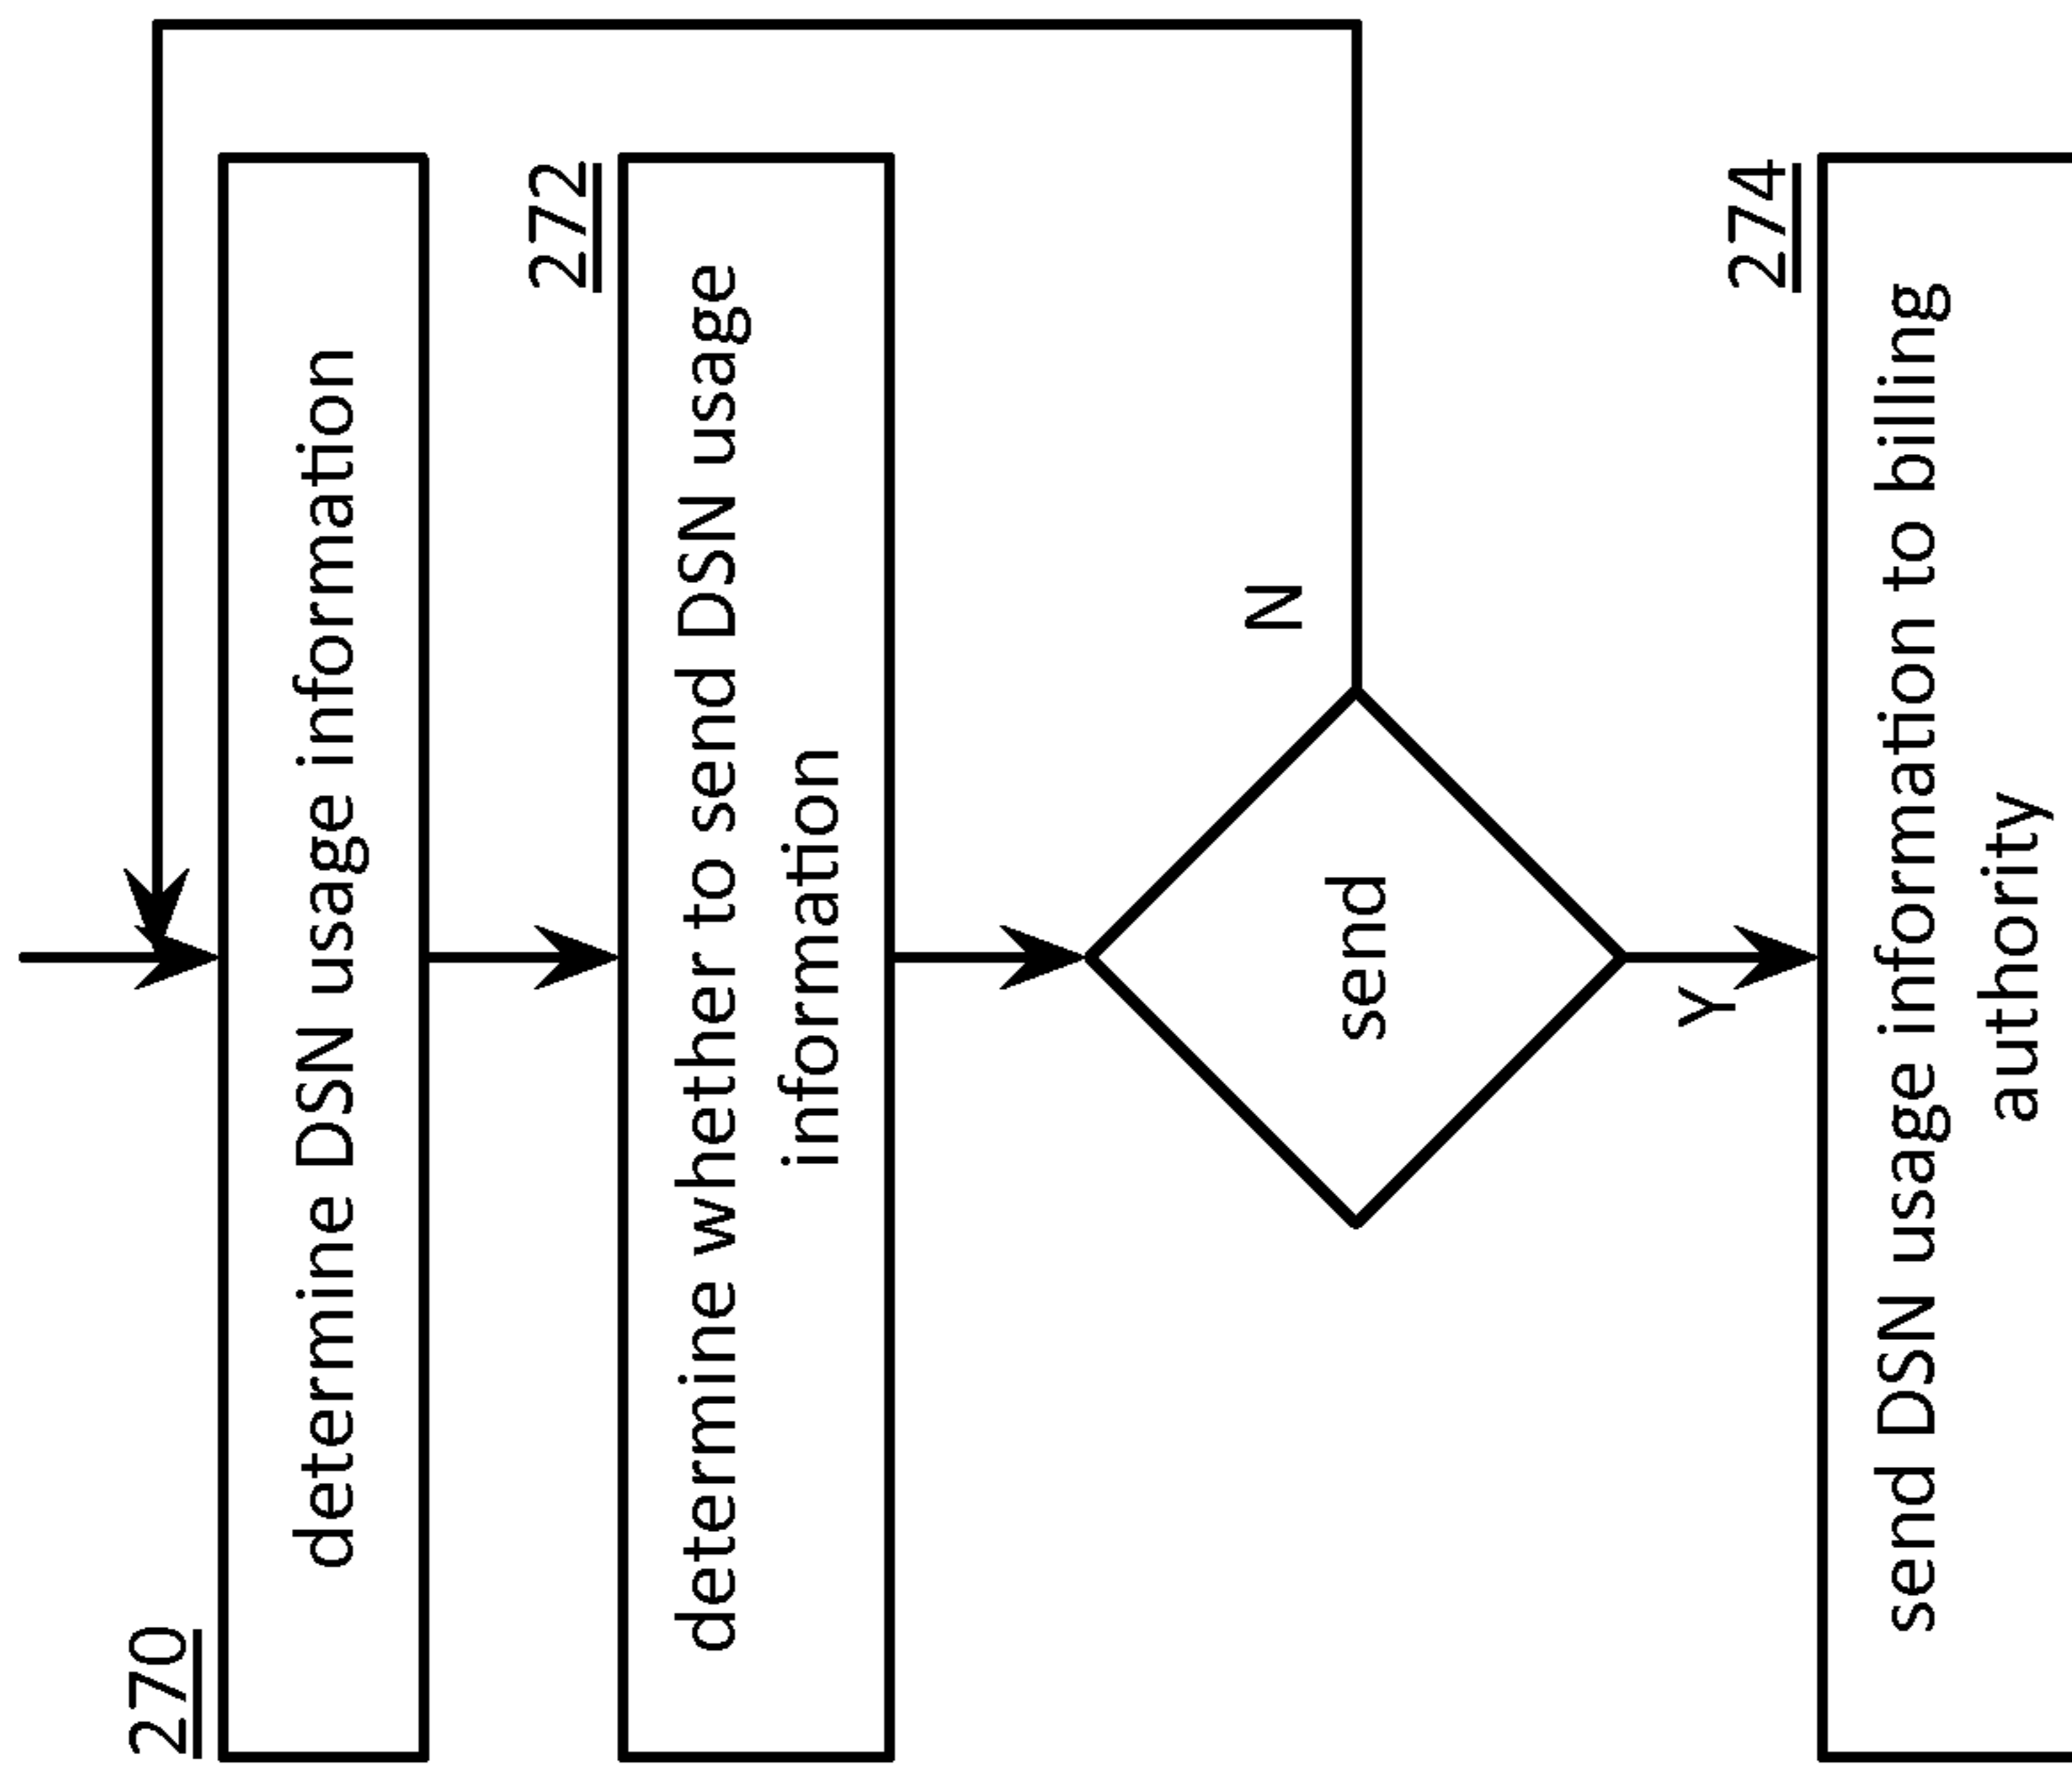 270
determine DSN usage information
272
determine whether to send DSN usage
information
send
N
Y
274
send DSN usage information to billing
authority